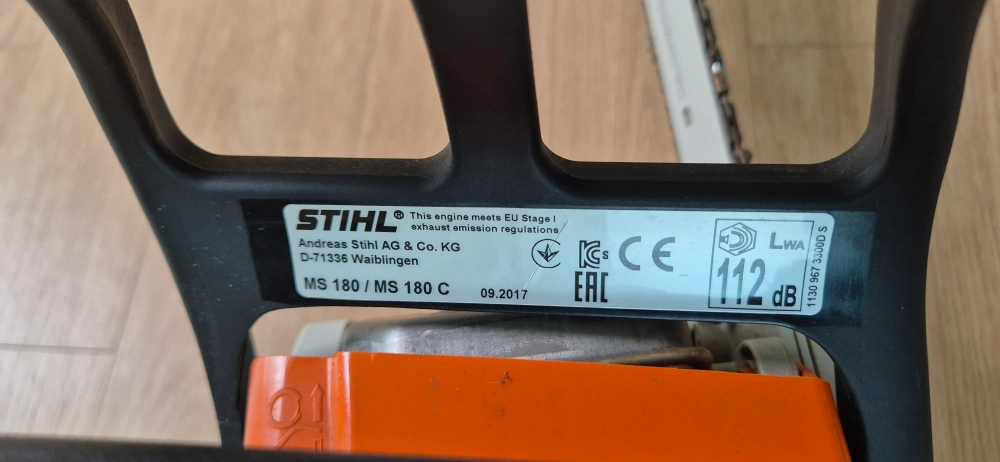 STIHL® This engine meets EU Stage I
exhaust emission regulations
Andreas Stihl AG & Co. KG
D-71336 Waiblingen
MS 180 / MS 180 C 09.2017
KCs CE
EAC
LWA
112 dB
1130 967 3300D S